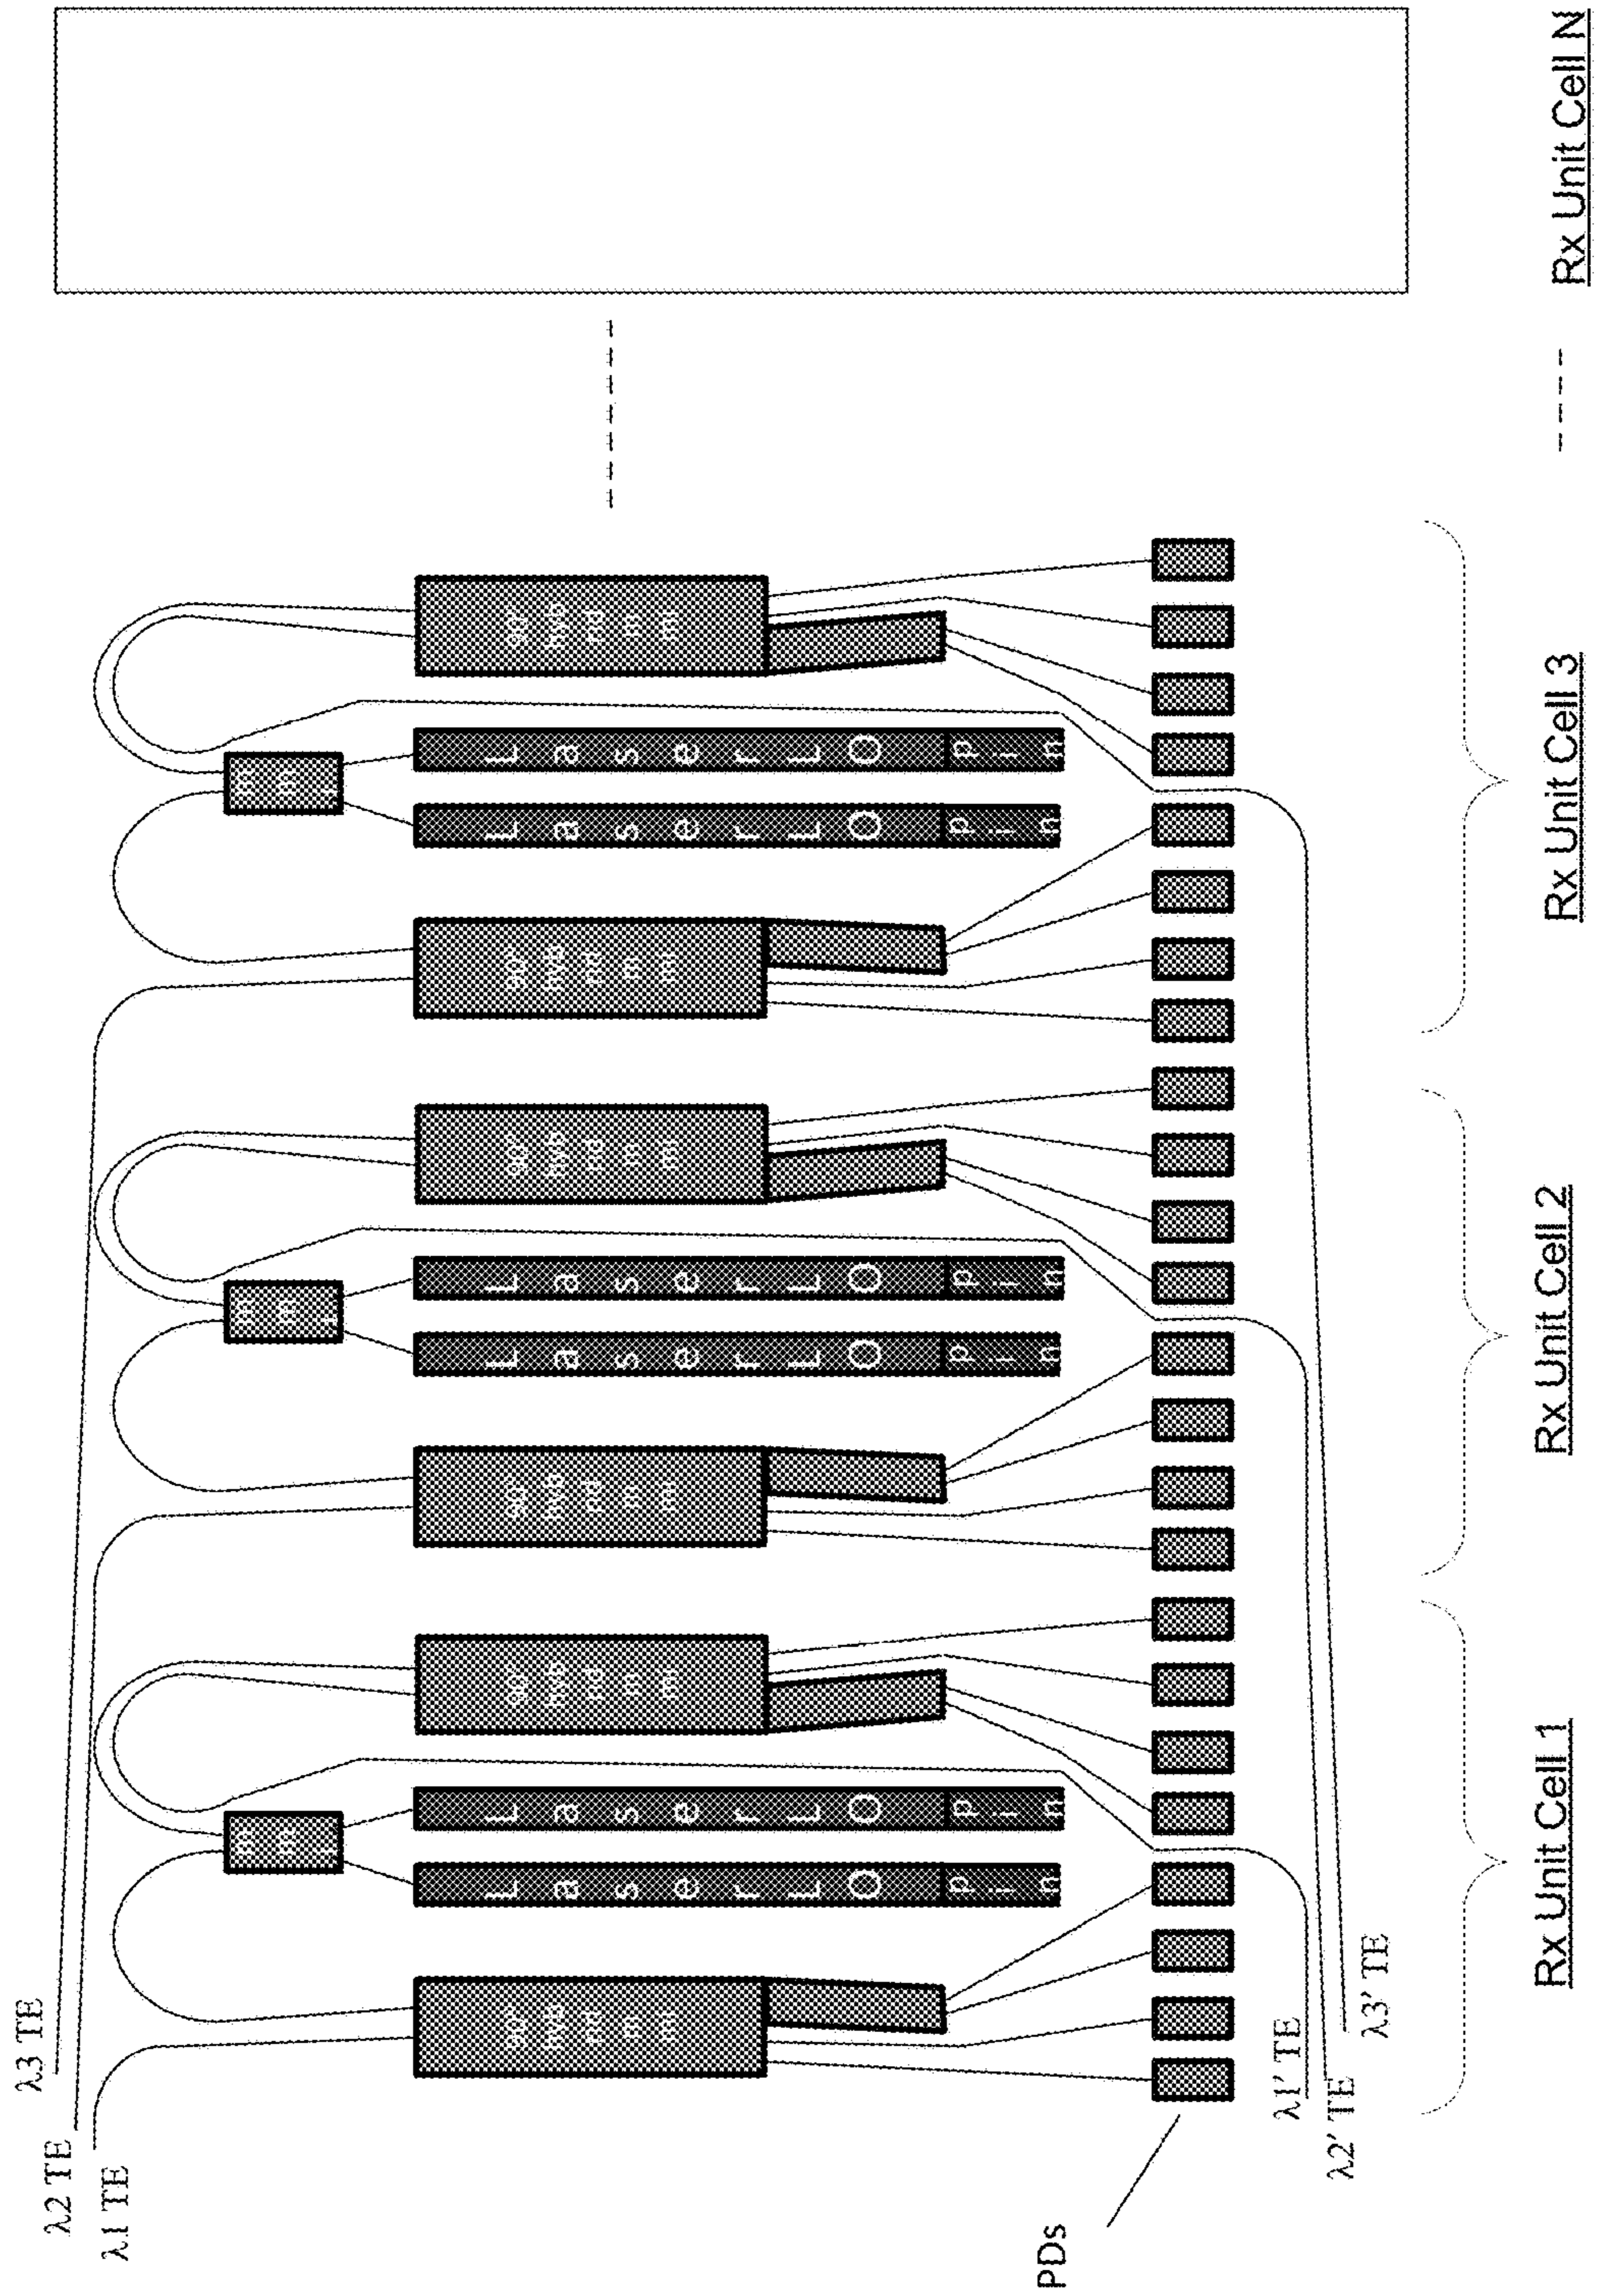 λ3 TE
λ2 TE
λ1 TE
Laser LO
pin
Laser LO
pin
Laser LO
pin
Laser LO
pin
Laser LO
pin
Laser LO
pin
PDs
λ1' TE
λ2' TE
λ3' TE
Rx Unit Cell 1
Rx Unit Cell 2
Rx Unit Cell 3
Rx Unit Cell N